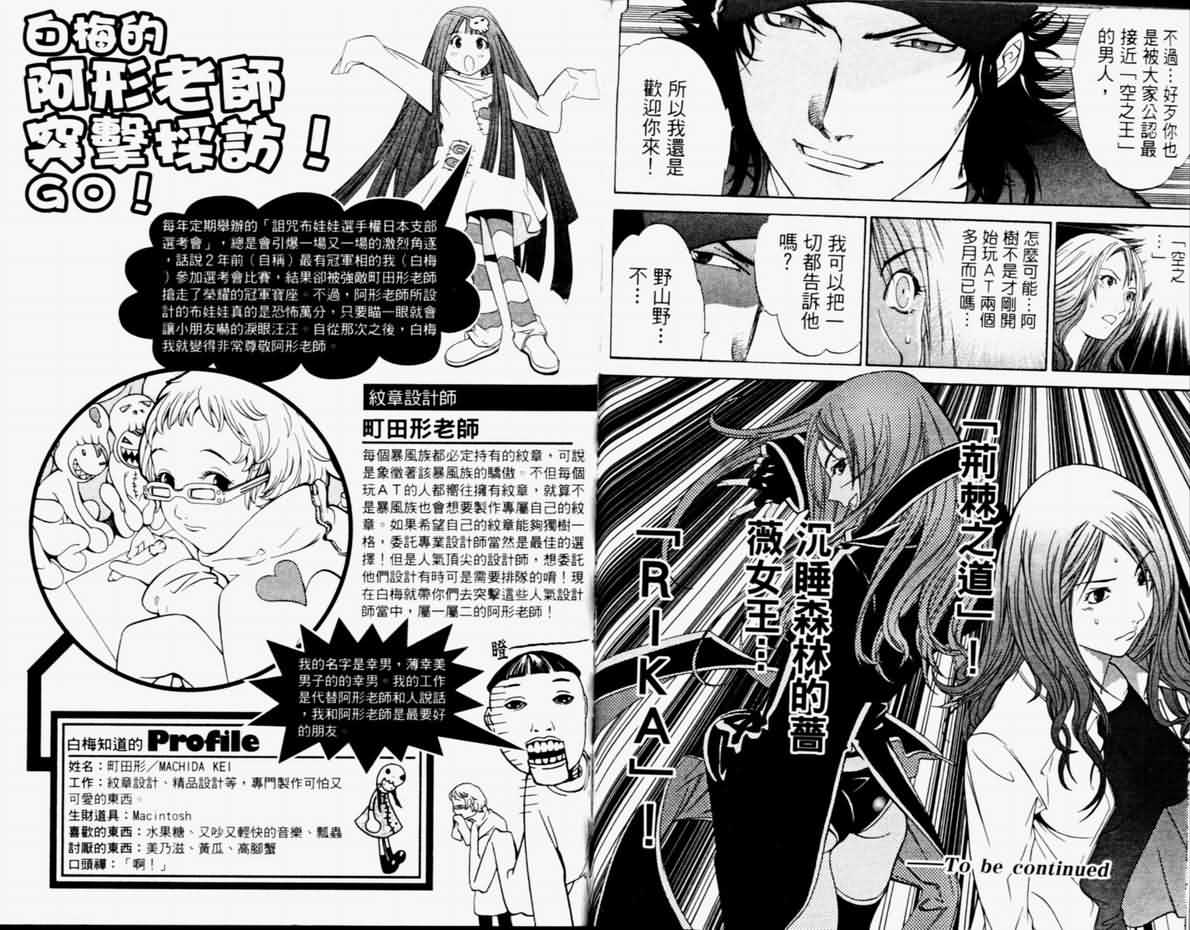 不過…好歹你也
是被大家公認最
接近「空之王」
的男人，
所以我還是
歡迎你來！
「空之
…」
怎麼可能…阿
樹不是才剛開
始玩AT兩個
多月而已嗎…
我可以把一
切都告訴他
嗎？
野山野…
不…
「荊棘之道」！
沉睡森林的薔
薇女王…
「RIKA」！
To be continued
白梅的
阿形老師
突擊採訪！
GO！
每年定期舉辦的「詛咒布娃娃選手權日本支部
選考會」，總是會引爆一場又一場的激烈角逐
，話說2年前（自稱）最有冠軍相的我（白梅
）參加選考會比賽，結果卻被強敵町田形老師
搶走了榮耀的冠軍寶座。不過，阿形老師所設
計的布娃娃真的是恐怖萬分，只要瞄一眼就會
讓小朋友嚇的淚眼汪汪。自從那次之後，白梅
我就變得非常尊敬阿形老師。
紋章設計師
町田形老師
每個暴風族都必定持有的紋章，可說
是象徵著該暴風族的驕傲。不但每個
玩AT的人都嚮往擁有紋章，就算不
是暴風族也會想要製作專屬自己的紋
章。如果希望自己的紋章能夠獨樹一
格，委託專業設計師當然是最佳的選
擇！但是人氣頂尖的設計師，想委託
他們設計有時可是需要排隊的唷！現
在白梅就帶你們去突擊這些人氣設計
師當中，屬一屬二的阿形老師！
瞪
我的名字是幸男，薄幸美
男子的的幸男。我的工作
是代替阿形老師和人說話
，我和阿形老師是最要好
的朋友。
白梅知道的 Profile
姓名：町田形／MACHIDA KEI
工作：紋章設計、精品設計等，專門製作可怕又
可愛的東西。
生財道具：Macintosh
喜歡的東西：水果糖、又吵又輕快的音樂、瓢蟲
討厭的東西：美乃滋、黃瓜、高腳蟹
口頭禪：「啊！」